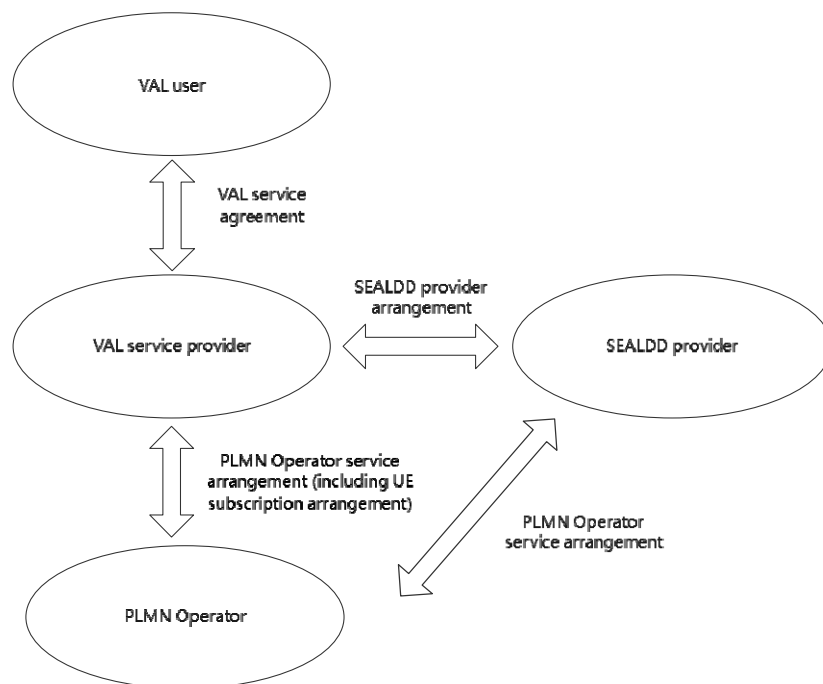 VAL user
VAL service
agreement
SEALDD provider
arrangement
VAL service provider
SEALDD provider
PLMN Operator service
arrangement (including UE
subscription arrangement)
PLMN Operator
service arrangement
PLMN Operator